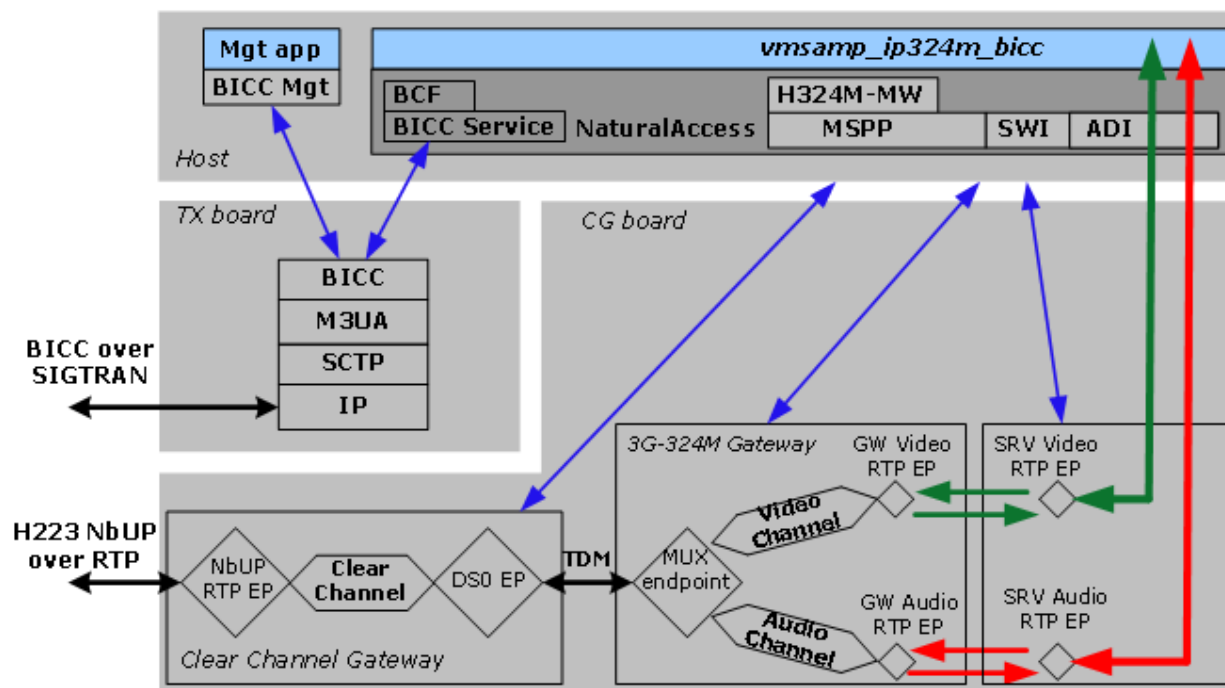 Mgt app
BICC Mgt
vmsamp_ip324m_bicc
BCF
BICC Service
NaturalAccess
H324M-MW
MSPP
SWI
ADI
Host
TX board
CG board
BICC
M3UA
SCTP
IP
BICC over
SIGTRAN
3G-324M Gateway
GW Video
RTP EP
SRV Video
RTP EP
Video
Channel
H223 NbUP
over RTP
NbUP
RTP EP
Clear
Channel
DS0 EP
TDM
MUX
endpoint
GW Audio
RTP EP
SRV Audio
RTP EP
Audio
Channel
Clear Channel Gateway